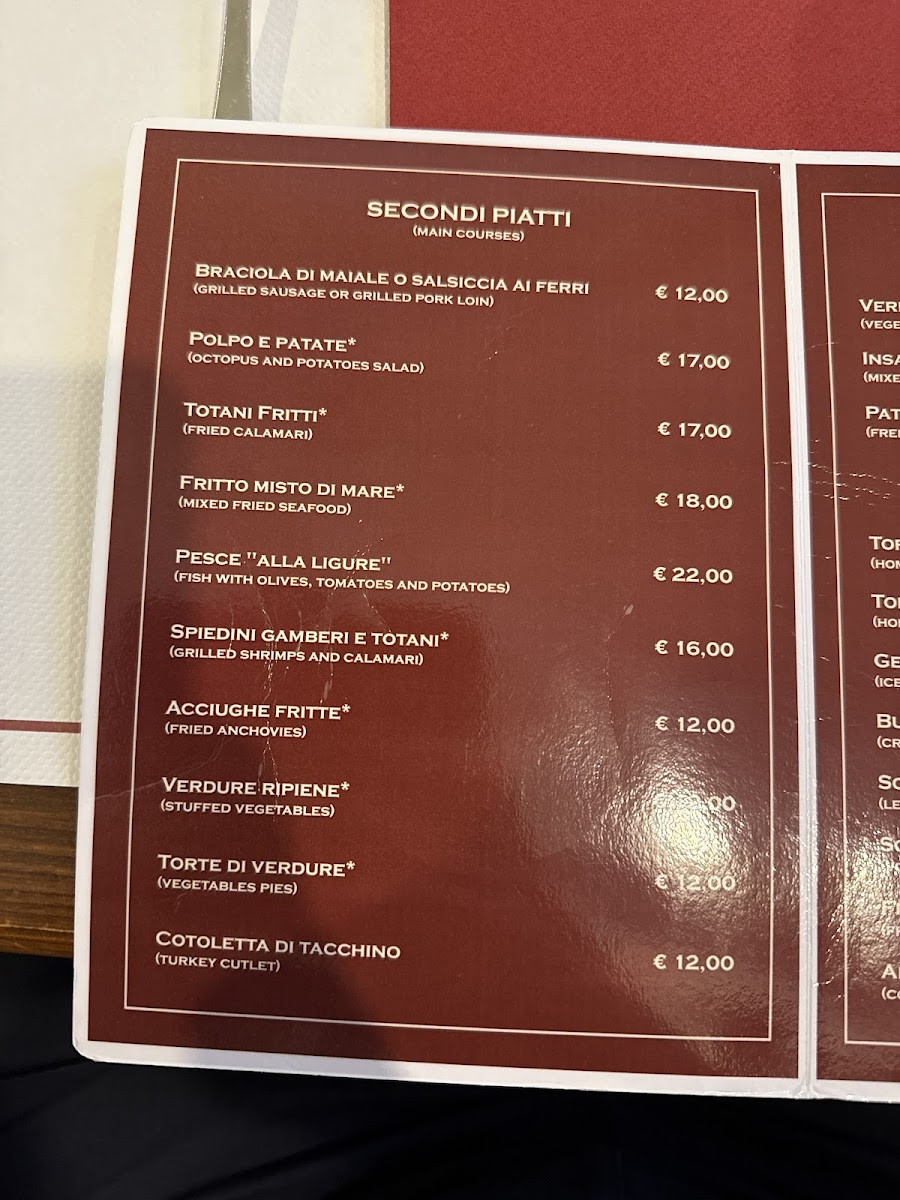 SECONDI PIATTI
(MAIN COURSES)
BRACIOLA DI MAIALE O SALSICCIA AI FERRI € 12,00
(GRILLED SAUSAGE OR GRILLED PORK LOIN)
POLPO E PATATE* € 17,00
(OCTOPUS AND POTATOES SALAD)
TOTANI FRITTI* € 17,00
(FRIED CALAMARI)
FRITTO MISTO DI MARE* € 18,00
(MIXED FRIED SEAFOOD)
PESCE "ALLA LIGURE" € 22,00
(FISH WITH OLIVES, TOMATOES AND POTATOES)
SPIEDINI GAMBERI E TOTANI* € 16,00
(GRILLED SHRIMPS AND CALAMARI)
ACCIUGHE FRITTE* € 12,00
(FRIED ANCHOVIES)
VERDURE RIPIENE*
(STUFFED VEGETABLES)
TORTE DI VERDURE* € 12,00
(VEGETABLES PIES)
COTOLETTA DI TACCHINO € 12,00
(TURKEY CUTLET)